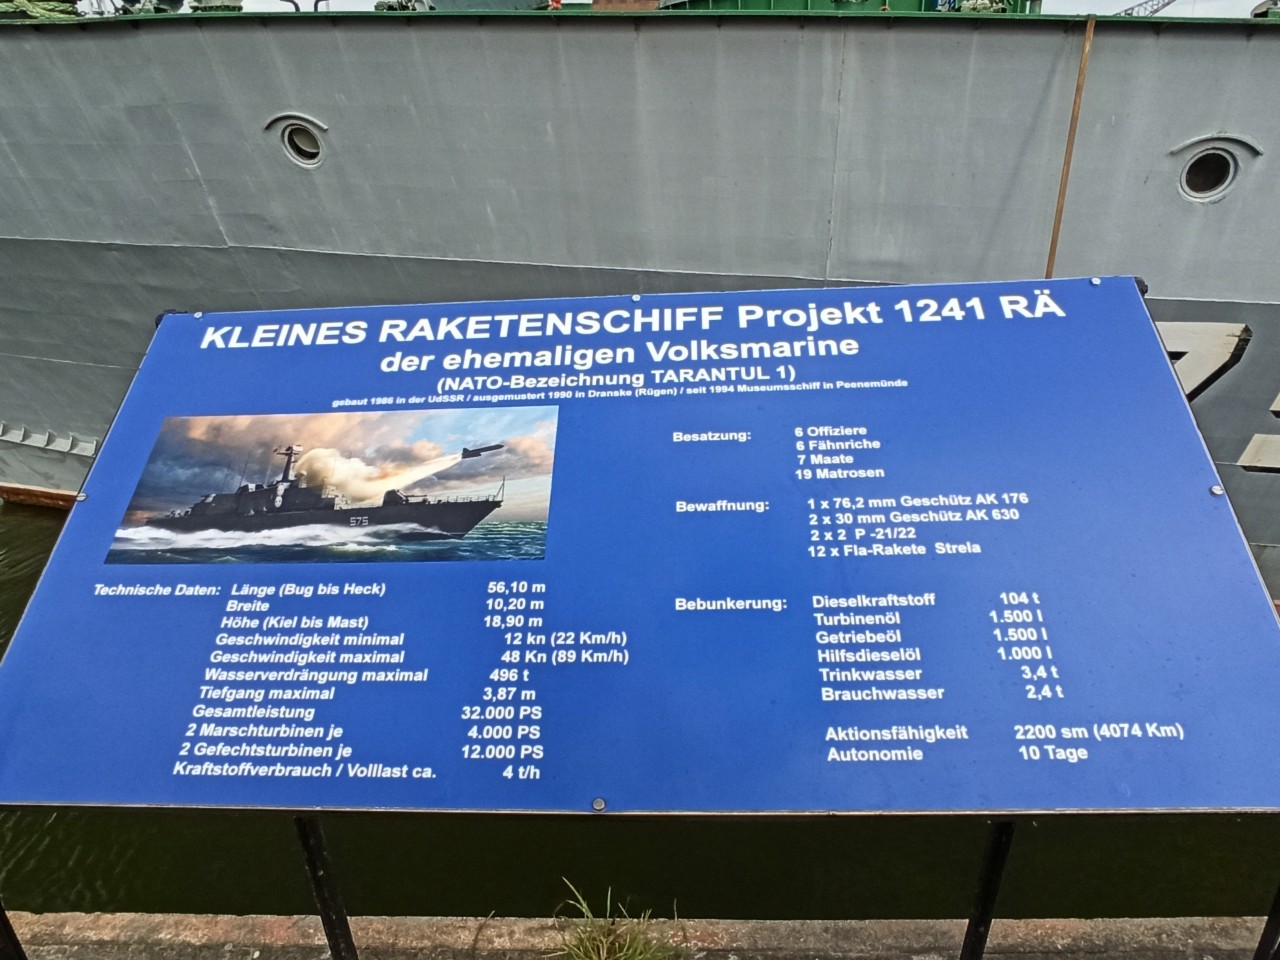 KLEINES RAKETENSCHIFF Projekt 1241 RÄ
der ehemaligen Volksmarine
(NATO-Bezeichnung TARANTUL 1)
gebaut 1986 in der UdSSR / ausgemustert 1990 in Dranske (Rügen) / seit 1994 Museumsschiff in Peenemünde
575
Technische Daten: Länge (Bug bis Heck) 56,10 m
Breite 10,20 m
Höhe (Kiel bis Mast) 18,90 m
Geschwindigkeit minimal 12 kn (22 Km/h)
Geschwindigkeit maximal 48 Kn (89 Km/h)
Wasserverdrängung maximal 496 t
Tiefgang maximal 3,87 m
Gesamtleistung 32.000 PS
2 Marschturbinen je 4.000 PS
2 Gefechtsturbinen je 12.000 PS
Kraftstoffverbrauch / Volllast ca. 4 t/h
Besatzung: 6 Offiziere
6 Fähnriche
7 Maate
19 Matrosen
Bewaffnung: 1 x 76,2 mm Geschütz AK 176
2 x 30 mm Geschütz AK 630
2 x 2 P -21/22
12 x Fla-Rakete Strela
Bebunkerung: Dieselkraftstoff 104 t
Turbinenöl 1.500 l
Getriebeöl 1.500 l
Hilfsdieselöl 1.000 l
Trinkwasser 3,4 t
Brauchwasser 2,4 t
Aktionsfähigkeit 2200 sm (4074 Km)
Autonomie 10 Tage
7